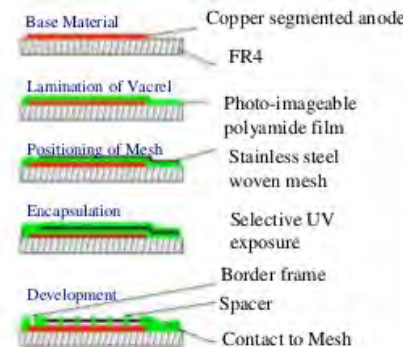 Base Material
Copper segmented anode
FR4
Lamination of Vacrel
Photo-imageable
polyamide film
Positioning of Mesh
Stainless steel
woven mesh
Encapsulation
Selective UV
exposure
Border frame
Development
Spacer
Contact to Mesh